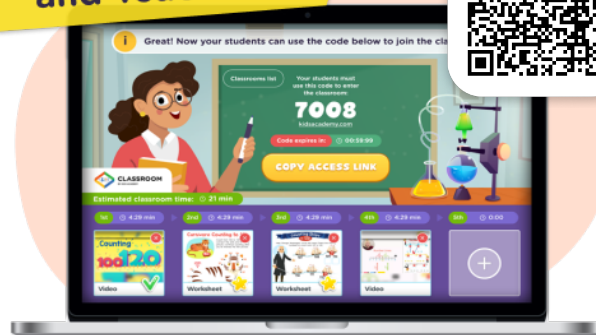 and
Great! Now your students can use the code below to join the cla
Classrooms list
Your students must
use this code to enter
the classroom:
7008
kidsacademy.com
Code expires in: 00:59:99
COPY ACCESS LINK
CLASSROOM
Estimated classroom time: 21 min
1st 4:29 min
2nd 4:29 min
3rd 4:29 min
4th 4:29 min
5th 0:00
Counting
100 120
Video
Worksheet
Worksheet
Video